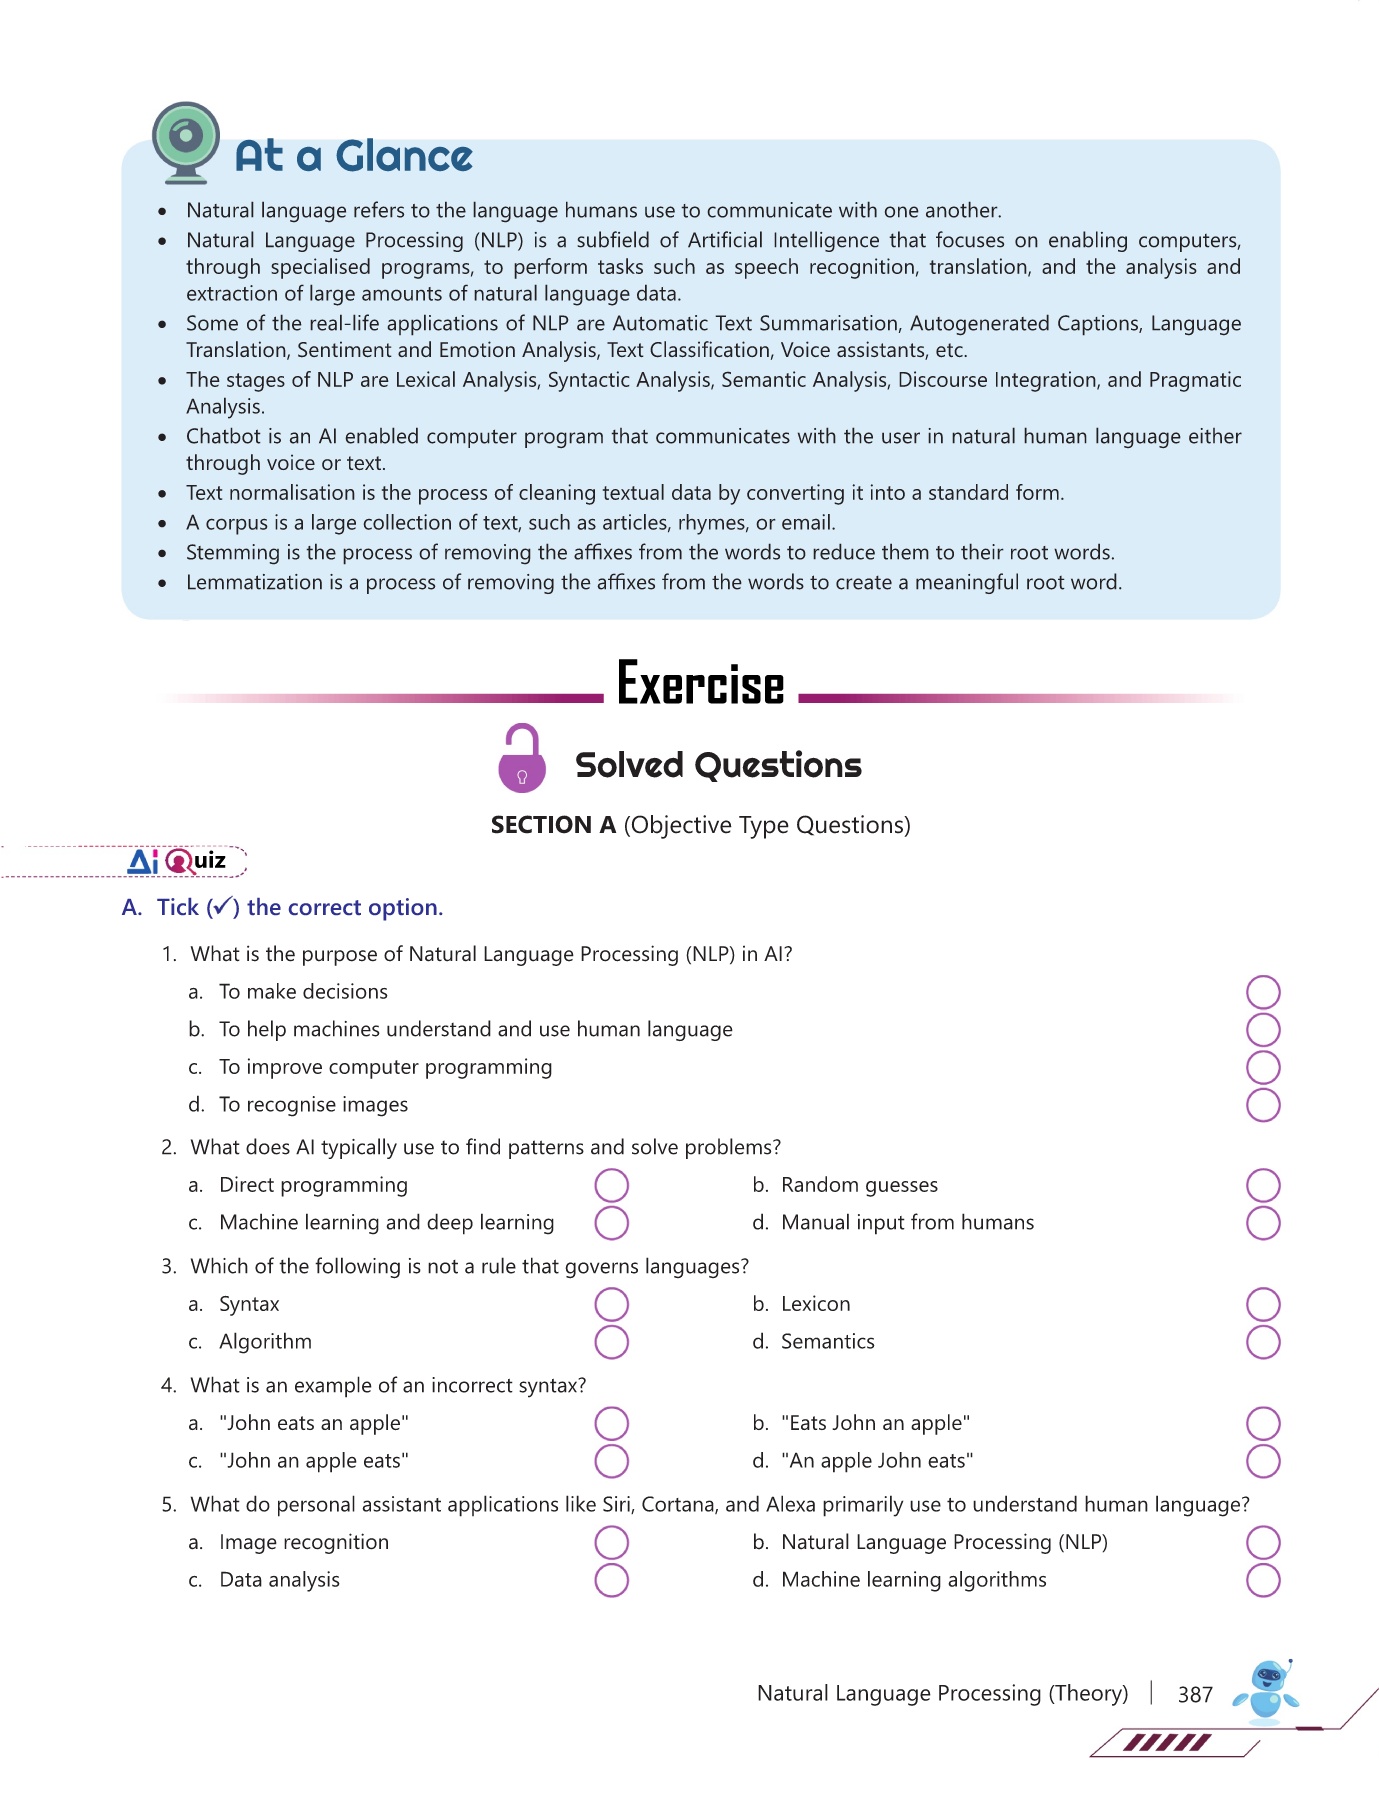 At a Glance
• Natural language refers to the language humans use to communicate with one another.
• Natural Language Processing (NLP) is a subfield of Artificial Intelligence that focuses on enabling computers,
through specialised programs, to perform tasks such as speech recognition, translation, and the analysis and
extraction of large amounts of natural language data.
• Some of the real-life applications of NLP are Automatic Text Summarisation, Autogenerated Captions, Language
Translation, Sentiment and Emotion Analysis, Text Classification, Voice assistants, etc.
• The stages of NLP are Lexical Analysis, Syntactic Analysis, Semantic Analysis, Discourse Integration, and Pragmatic
Analysis.
• Chatbot is an AI enabled computer program that communicates with the user in natural human language either
through voice or text.
• Text normalisation is the process of cleaning textual data by converting it into a standard form.
• A corpus is a large collection of text, such as articles, rhymes, or email.
• Stemming is the process of removing the affixes from the words to reduce them to their root words.
• Lemmatization is a process of removing the affixes from the words to create a meaningful root word.
Exercise
Solved Questions
SECTION A (Objective Type Questions)
Ai Quiz
A. Tick (✓) the correct option.
1. What is the purpose of Natural Language Processing (NLP) in AI?
a. To make decisions
b. To help machines understand and use human language
c. To improve computer programming
d. To recognise images
2. What does AI typically use to find patterns and solve problems?
a. Direct programming b. Random guesses
c. Machine learning and deep learning d. Manual input from humans
3. Which of the following is not a rule that governs languages?
a. Syntax b. Lexicon
c. Algorithm d. Semantics
4. What is an example of an incorrect syntax?
a. "John eats an apple" b. "Eats John an apple"
c. "John an apple eats" d. "An apple John eats"
5. What do personal assistant applications like Siri, Cortana, and Alexa primarily use to understand human language?
a. Image recognition b. Natural Language Processing (NLP)
c. Data analysis d. Machine learning algorithms
Natural Language Processing (Theory) | 387